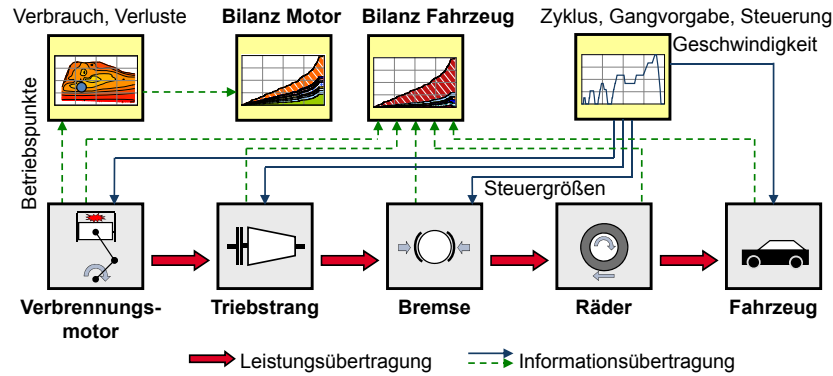 Verbrauch, Verluste
Bilanz Motor
Bilanz Fahrzeug
Zyklus, Gangvorgabe, Steuerung
Geschwindigkeit
Betriebspunkte
Steuergrößen
Verbrennungs-
motor
Triebstrang
Bremse
Räder
Fahrzeug
Leistungsübertragung
Informationsübertragung